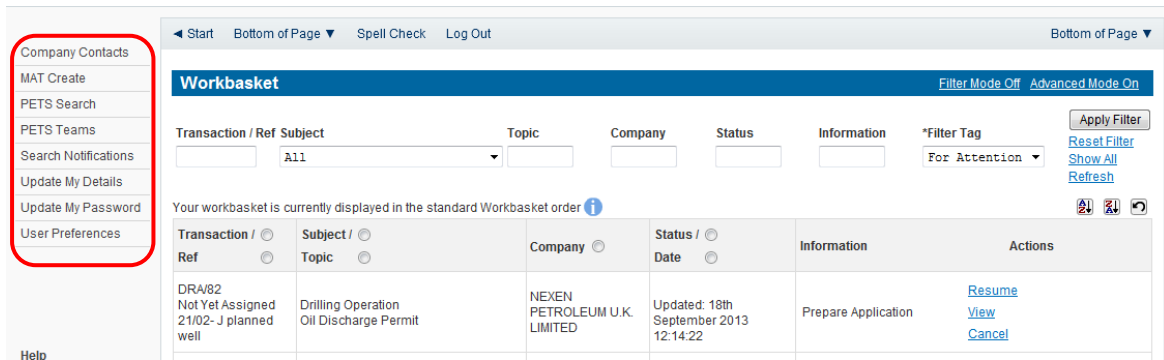 ◄ Start Bottom of Page ▼ Spell Check Log Out Bottom of Page ▼
Company Contacts
MAT Create
PETS Search
PETS Teams
Search Notifications
Update My Details
Update My Password
User Preferences
Help
Workbasket Filter Mode Off Advanced Mode On
Transaction / Ref Subject Topic Company Status Information *Filter Tag
All For Attention
Apply Filter
Reset Filter
Show All
Refresh
Your workbasket is currently displayed in the standard Workbasket order
Transaction /
Ref
Subject /
Topic
Company
Status /
Date
Information
Actions
DRA/82
Not Yet Assigned
21/02- J planned
well
Drilling Operation
Oil Discharge Permit
NEXEN
PETROLEUM U.K.
LIMITED
Updated: 18th
September 2013
12:14:22
Prepare Application
Resume
View
Cancel